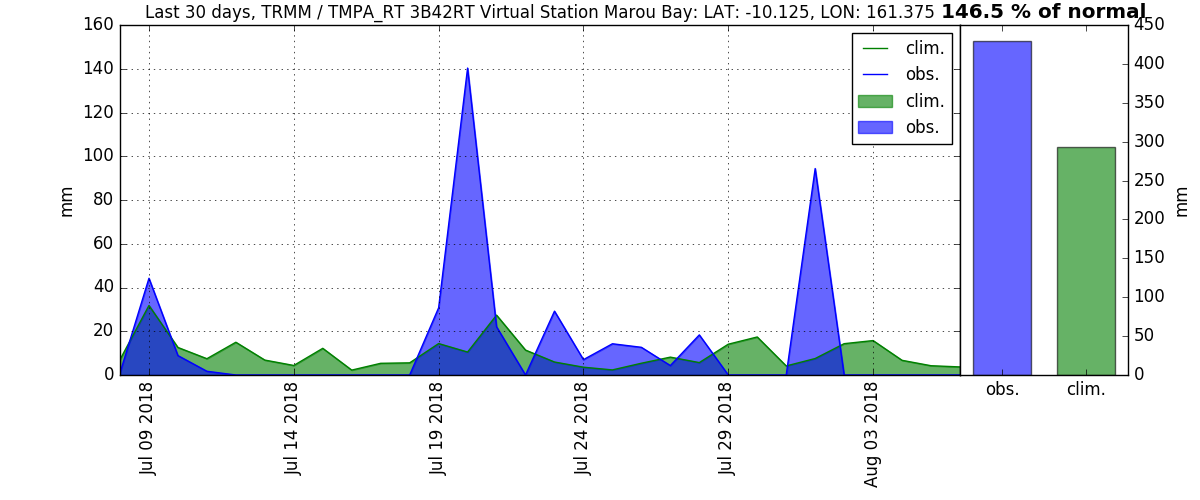 Last 30 days, TRMM / TMPA_RT 3B42RT Virtual Station Marou Bay: LAT: -10.125, LON: 161.375 146.5 % of normal
160
140
120
100
80
60
40
20
0
mm
clim.
obs.
clim.
obs.
Jul 09 2018
Jul 14 2018
Jul 19 2018
Jul 24 2018
Jul 29 2018
Aug 03 2018
450
400
350
300
250
200
150
100
50
0
mm
obs. clim.